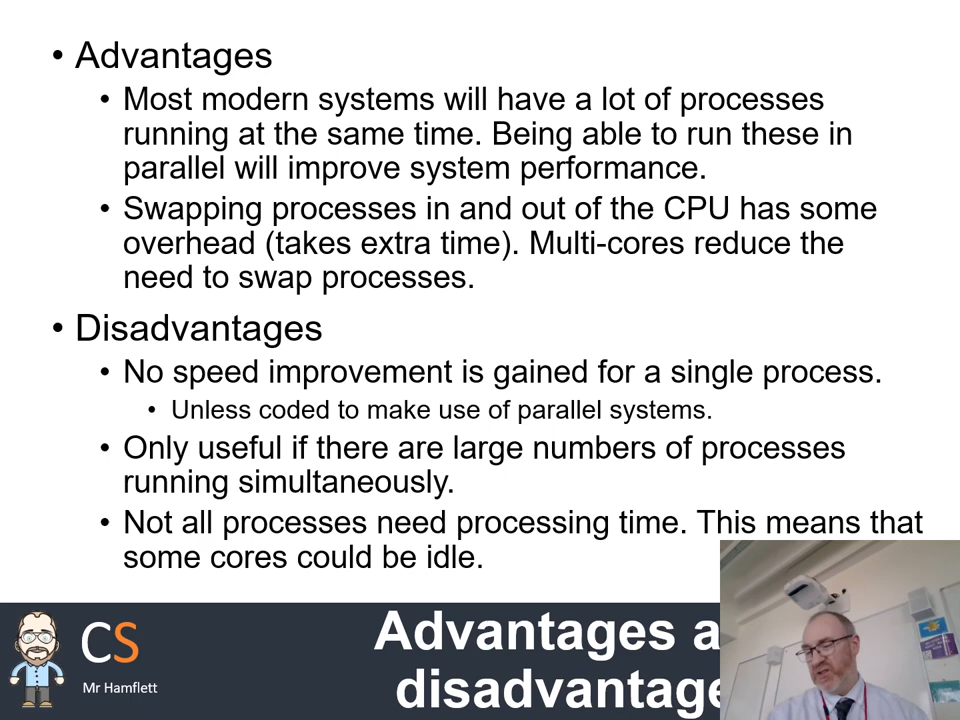 • Advantages
• Most modern systems will have a lot of processes
running at the same time. Being able to run these in
parallel will improve system performance.
• Swapping processes in and out of the CPU has some
overhead (takes extra time). Multi-cores reduce the
need to swap processes.
• Disadvantages
• No speed improvement is gained for a single process.
• Unless coded to make use of parallel systems.
• Only useful if there are large numbers of processes
running simultaneously.
• Not all processes need processing time. This means that
some cores could be idle.
CS
Mr Hamflett
Advantages a
disadvantage